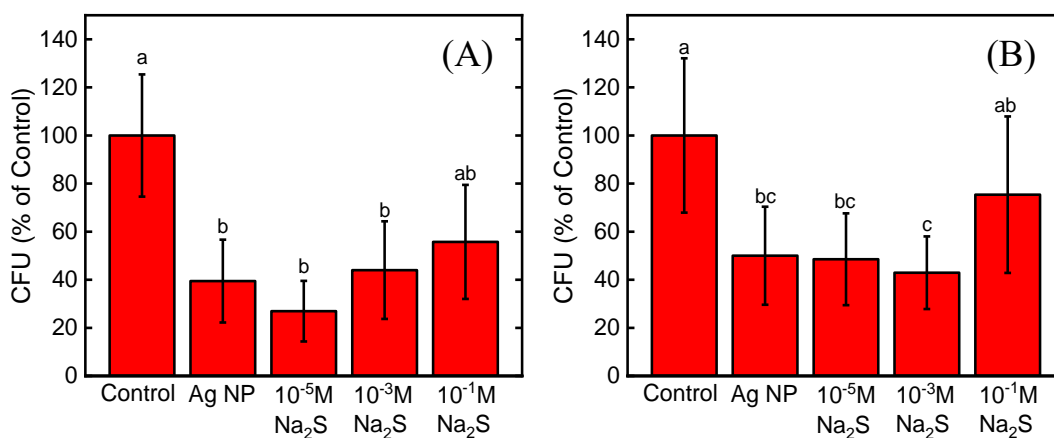 (A)
CFU (% of Control)
140
120
100
80
60
40
20
0
a
b
b
b
ab
Control Ag NP 10⁻⁵M 10⁻³M 10⁻¹M
Na₂S Na₂S Na₂S
(B)
CFU (% of Control)
140
120
100
80
60
40
20
0
a
bc
bc
c
ab
Control Ag NP 10⁻⁵M 10⁻³M 10⁻¹M
Na₂S Na₂S Na₂S